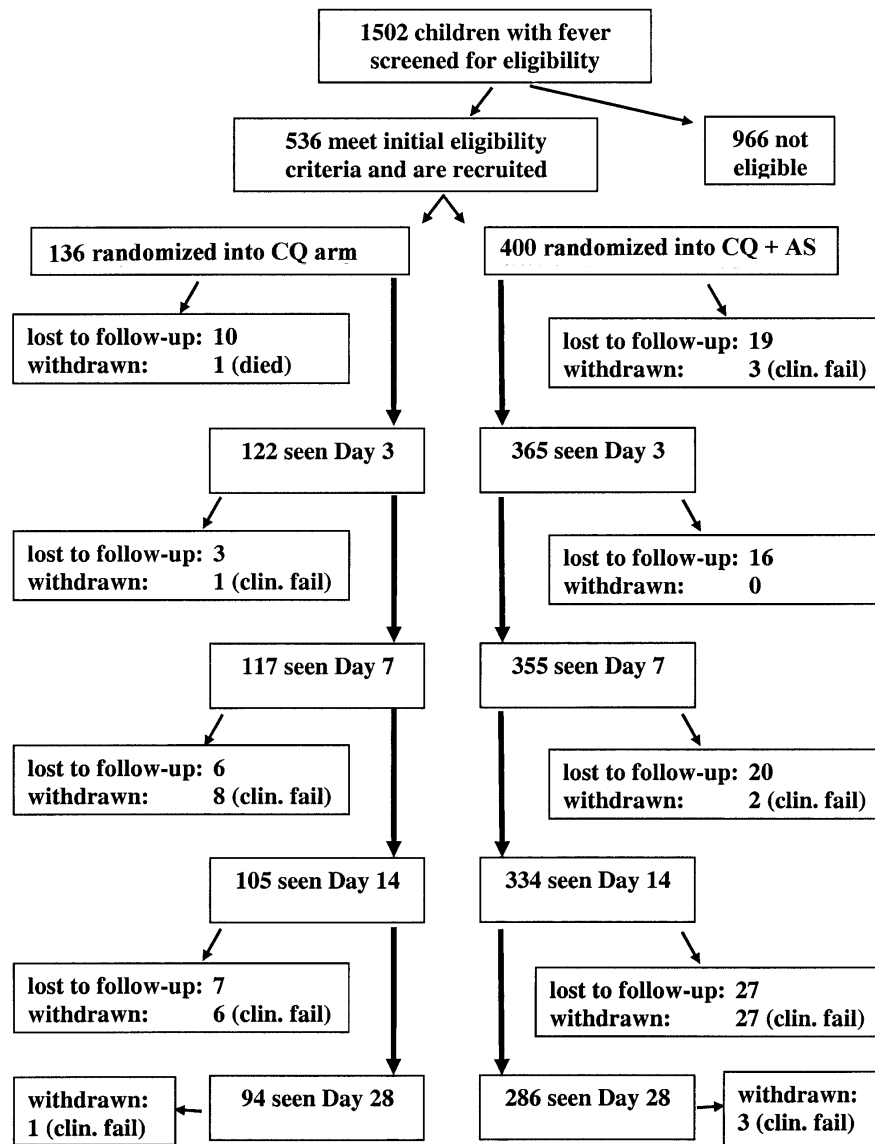 1502 children with fever
screened for eligibility
536 meet initial eligibility
criteria and are recruited
966 not
eligible
136 randomized into CQ arm
400 randomized into CQ + AS
lost to follow-up: 10
withdrawn: 1 (died)
lost to follow-up: 19
withdrawn: 3 (clin. fail)
122 seen Day 3
365 seen Day 3
lost to follow-up: 3
withdrawn: 1 (clin. fail)
lost to follow-up: 16
withdrawn: 0
117 seen Day 7
355 seen Day 7
lost to follow-up: 6
withdrawn: 8 (clin. fail)
lost to follow-up: 20
withdrawn: 2 (clin. fail)
105 seen Day 14
334 seen Day 14
lost to follow-up: 7
withdrawn: 6 (clin. fail)
lost to follow-up: 27
withdrawn: 27 (clin. fail)
withdrawn:
1 (clin. fail)
94 seen Day 28
286 seen Day 28
withdrawn:
3 (clin. fail)